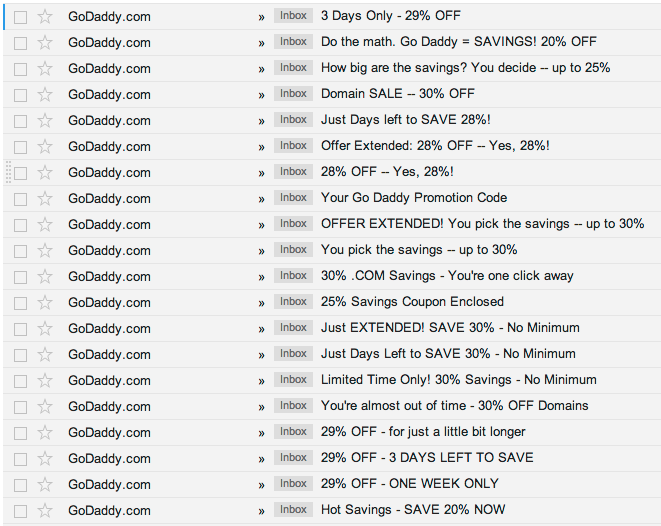 GoDaddy.com » Inbox 3 Days Only - 29% OFF
GoDaddy.com » Inbox Do the math. Go Daddy = SAVINGS! 20% OFF
GoDaddy.com » Inbox How big are the savings? You decide -- up to 25%
GoDaddy.com » Inbox Domain SALE -- 30% OFF
GoDaddy.com » Inbox Just Days left to SAVE 28%!
GoDaddy.com » Inbox Offer Extended: 28% OFF -- Yes, 28%!
GoDaddy.com » Inbox 28% OFF -- Yes, 28%!
GoDaddy.com » Inbox Your Go Daddy Promotion Code
GoDaddy.com » Inbox OFFER EXTENDED! You pick the savings -- up to 30%
GoDaddy.com » Inbox You pick the savings -- up to 30%
GoDaddy.com » Inbox 30% .COM Savings - You're one click away
GoDaddy.com » Inbox 25% Savings Coupon Enclosed
GoDaddy.com » Inbox Just EXTENDED! SAVE 30% - No Minimum
GoDaddy.com » Inbox Just Days Left to SAVE 30% - No Minimum
GoDaddy.com » Inbox Limited Time Only! 30% Savings - No Minimum
GoDaddy.com » Inbox You're almost out of time - 30% OFF Domains
GoDaddy.com » Inbox 29% OFF - for just a little bit longer
GoDaddy.com » Inbox 29% OFF - 3 DAYS LEFT TO SAVE
GoDaddy.com » Inbox 29% OFF - ONE WEEK ONLY
GoDaddy.com » Inbox Hot Savings - SAVE 20% NOW